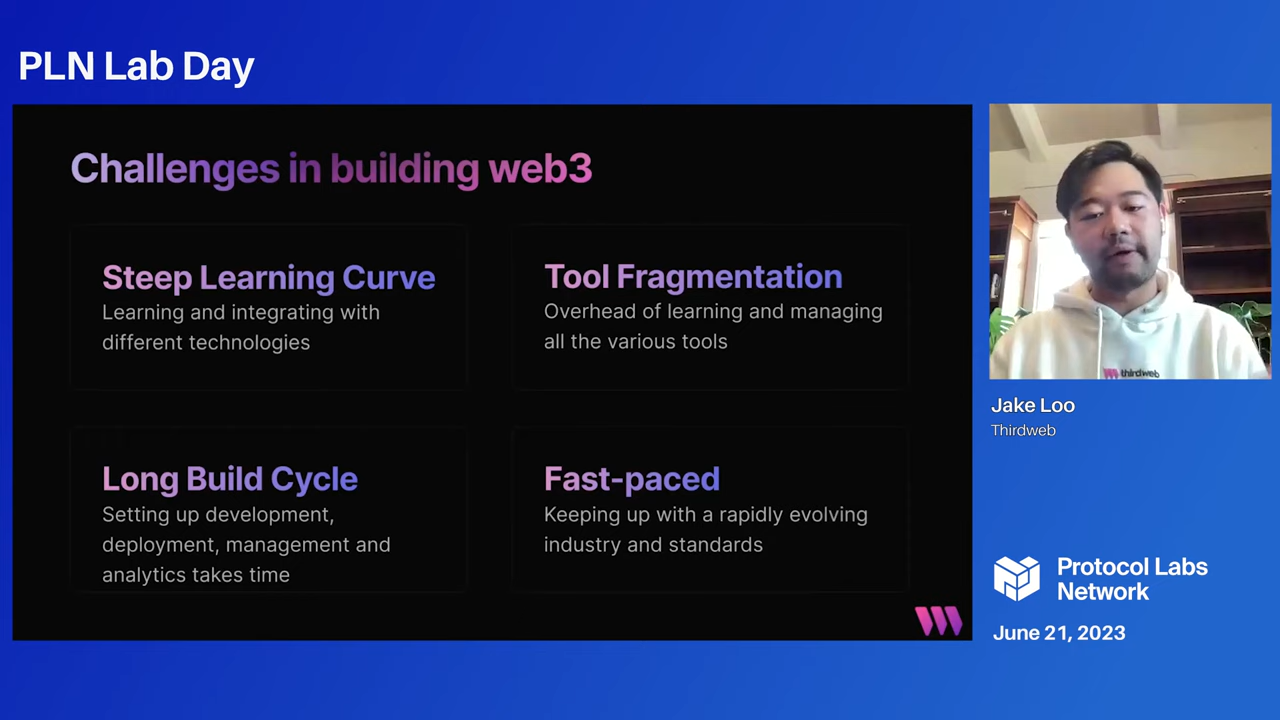 PLN Lab Day
Challenges in building web3
Steep Learning Curve
Learning and integrating with
different technologies
Tool Fragmentation
Overhead of learning and managing
all the various tools
Long Build Cycle
Setting up development,
deployment, management and
analytics takes time
Fast-paced
Keeping up with a rapidly evolving
industry and standards
thirdweb
Jake Loo
Thirdweb
Protocol Labs
Network
June 21, 2023